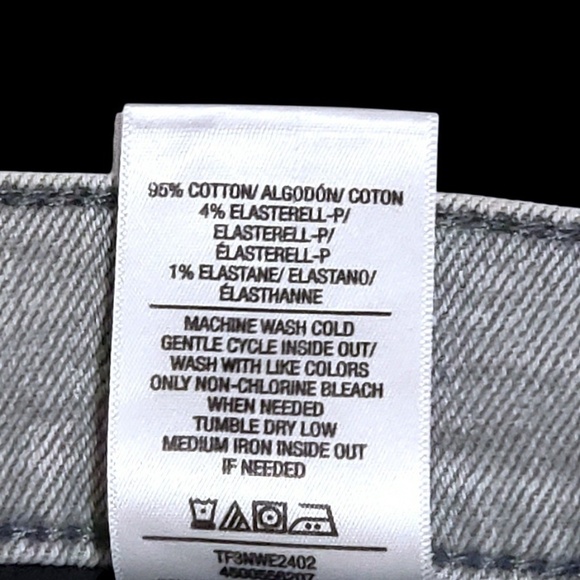 95% COTTON/ ALGODÓN/ COTON
4% ELASTERELL-P/
ELASTERELL-P/
ÉLASTERELL-P
1% ELASTANE/ ELASTANO/
ÉLASTHANNE
MACHINE WASH COLD
GENTLE CYCLE INSIDE OUT/
WASH WITH LIKE COLORS
ONLY NON-CHLORINE BLEACH
WHEN NEEDED
TUMBLE DRY LOW
MEDIUM IRON INSIDE OUT
IF NEEDED
TF3NWE2402